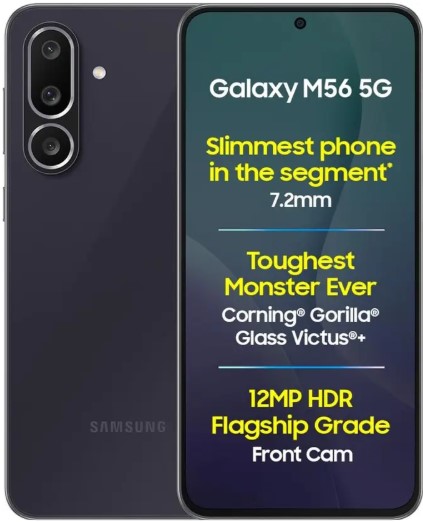 Galaxy M56 5G
Slimmest phone
in the segment*
7.2mm
Toughest
Monster Ever
Corning® Gorilla®
Glass Victus®+
12MP HDR
Flagship Grade
Front Cam
SAMSUNG